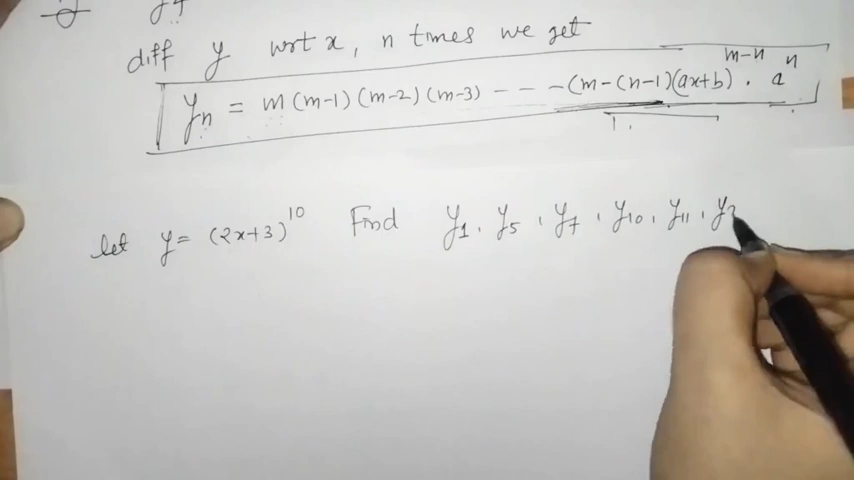 diff y wrt x, n times we get
yₙ = m(m-1)(m-2)(m-3) - - - (m-(n-1)(ax+b)^{m-n} · aⁿ
let y = (2x+3)^{10} Find y₁, y₅, y₇, y₁₀, y₁₁, y